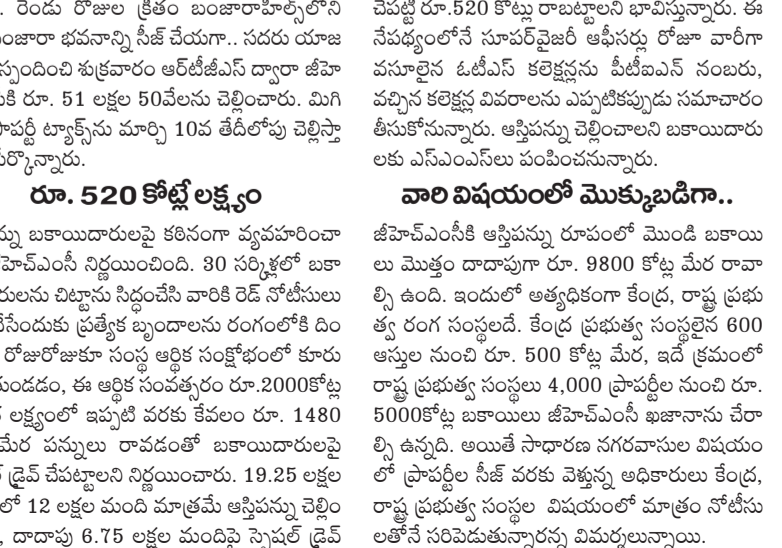 . రెండు రోజుల క్రితం బంజారాహిల్స్‌లోని
ంజారా భవనాన్ని సీజ్ చేయగా.. సదరు యాజ
స్పందించి శుక్రవారం ఆర్‌టీజీఎస్ ద్వారా జీహె
కి రూ. 51 లక్షల 50వేలను చెల్లించారు. మిగి
ాపర్టీ ట్యాక్స్‌ను మార్చి 10వ తేదీలోపు చెల్లిస్తా
ేర్కొన్నారు.
రూ. 520 కోట్లే లక్ష్యం
న్ను బకాయిదారులపై కఠినంగా వ్యవహరించా
హెచ్ఎంసీ నిర్ణయించింది. 30 సర్కిళ్లలో బకా
రులను చిట్టాను సిద్ధంచేసి వారికి రెడ్ నోటీసులు
చేసేందుకు ప్రత్యేక బృందాలను రంగంలోకి దిం
రోజురోజుకూ సంస్థ ఆర్థిక సంక్షోభంలో కూరు
ుండడం, ఈ ఆర్థిక సంవత్సరం రూ.2000కోట్ల
లక్ష్యంలో ఇప్పటి వరకు కేవలం రూ. 1480
మేర పన్నులు రావడంతో బకాయిదారులపై
డ్రైవ్ చేపట్టాలని నిర్ణయించారు. 19.25 లక్షల
లో 12 లక్షల మంది మాత్రమే ఆస్తిపన్ను చెల్లిం
, దాదాపు 6.75 లక్షల మందిపై స్పెషల్ డ్రైవ్
చేపట్టి రూ.520 కోట్లు రాబట్టాలని భావిస్తున్నారు. ఈ
నేపథ్యంలోనే సూపర్‌వైజరీ ఆఫీసర్లు రోజూ వారీగా
వసూలైన ఓటీఎస్ కలెక్షన్లను పీటీఐఎన్ నంబరు,
వచ్చిన కలెక్షన్ల వివరాలను ఎప్పటికప్పుడు సమాచారం
తీసుకోనున్నారు. ఆస్తిపన్ను చెల్లించాలని బకాయిదారు
లకు ఎస్ఎంఎస్‌లు పంపించనున్నారు.
వారి విషయంలో మొక్కుబడిగా..
జీహెచ్ఎంసీకి ఆస్తిపన్ను రూపంలో మొండి బకాయి
లు మొత్తం దాదాపుగా రూ. 9800 కోట్ల మేర రావా
ల్సి ఉంది. ఇందులో అత్యధికంగా కేంద్ర, రాష్ట్ర ప్రభు
త్వ రంగ సంస్థలదే. కేంద్ర ప్రభుత్వ సంస్థలైన 600
ఆస్తుల నుంచి రూ. 500 కోట్ల మేర, ఇదే క్రమంలో
రాష్ట్ర ప్రభుత్వ సంస్థలు 4,000 ప్రాపర్టీల నుంచి రూ.
5000కోట్ల బకాయిలు జీహెచ్ఎంసీ ఖజానాను చేరా
ల్సి ఉన్నది. అయితే సాధారణ నగరవాసుల విషయం
లో ప్రాపర్టీల సీజ్ వరకు వెళ్తున్న అధికారులు కేంద్ర,
రాష్ట్ర ప్రభుత్వ సంస్థల విషయంలో మాత్రం నోటీసు
లతోనే సరిపెడుతున్నారన్న విమర్శలున్నాయి.